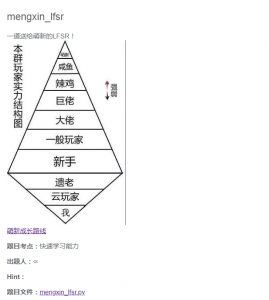 mengxin_lfsr
一道送给萌新的LFSR！
本群玩家实力结构图
咸鱼
辣鸡
巨佬
大佬
一般玩家
新手
遗老
云玩家
我
强
弱
萌新成长路线
题目考点：快速学习能力
出题人：∞
Hint：
题目文件：mengxin_lfsr.py